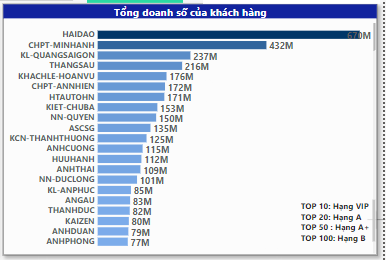 Tổng doanh số của khách hàng
HAIDAO 670M
CHPT-MINHANH 432M
KL-QUANGSAIGON 237M
THANGSAU 216M
KHACHLE-HOANVU 176M
CHPT-ANNHIEN 172M
HTAUTOHN 171M
KIET-CHUBA 153M
NN-QUYEN 150M
ASCSG 135M
KCN-THANHTHUONG 125M
ANHCUONG 115M
HUUHANH 112M
ANHTHAI 109M
NN-DUCLONG 101M
KL-ANPHUC 85M
ANGAU 83M
THANHDUC 82M
KAIZEN 80M
ANHDUAN 79M
ANHPHONG 77M
TOP 10: Hạng VIP
TOP 20: Hạng A
TOP 50 : Hạng A+
TOP 100: Hạng B